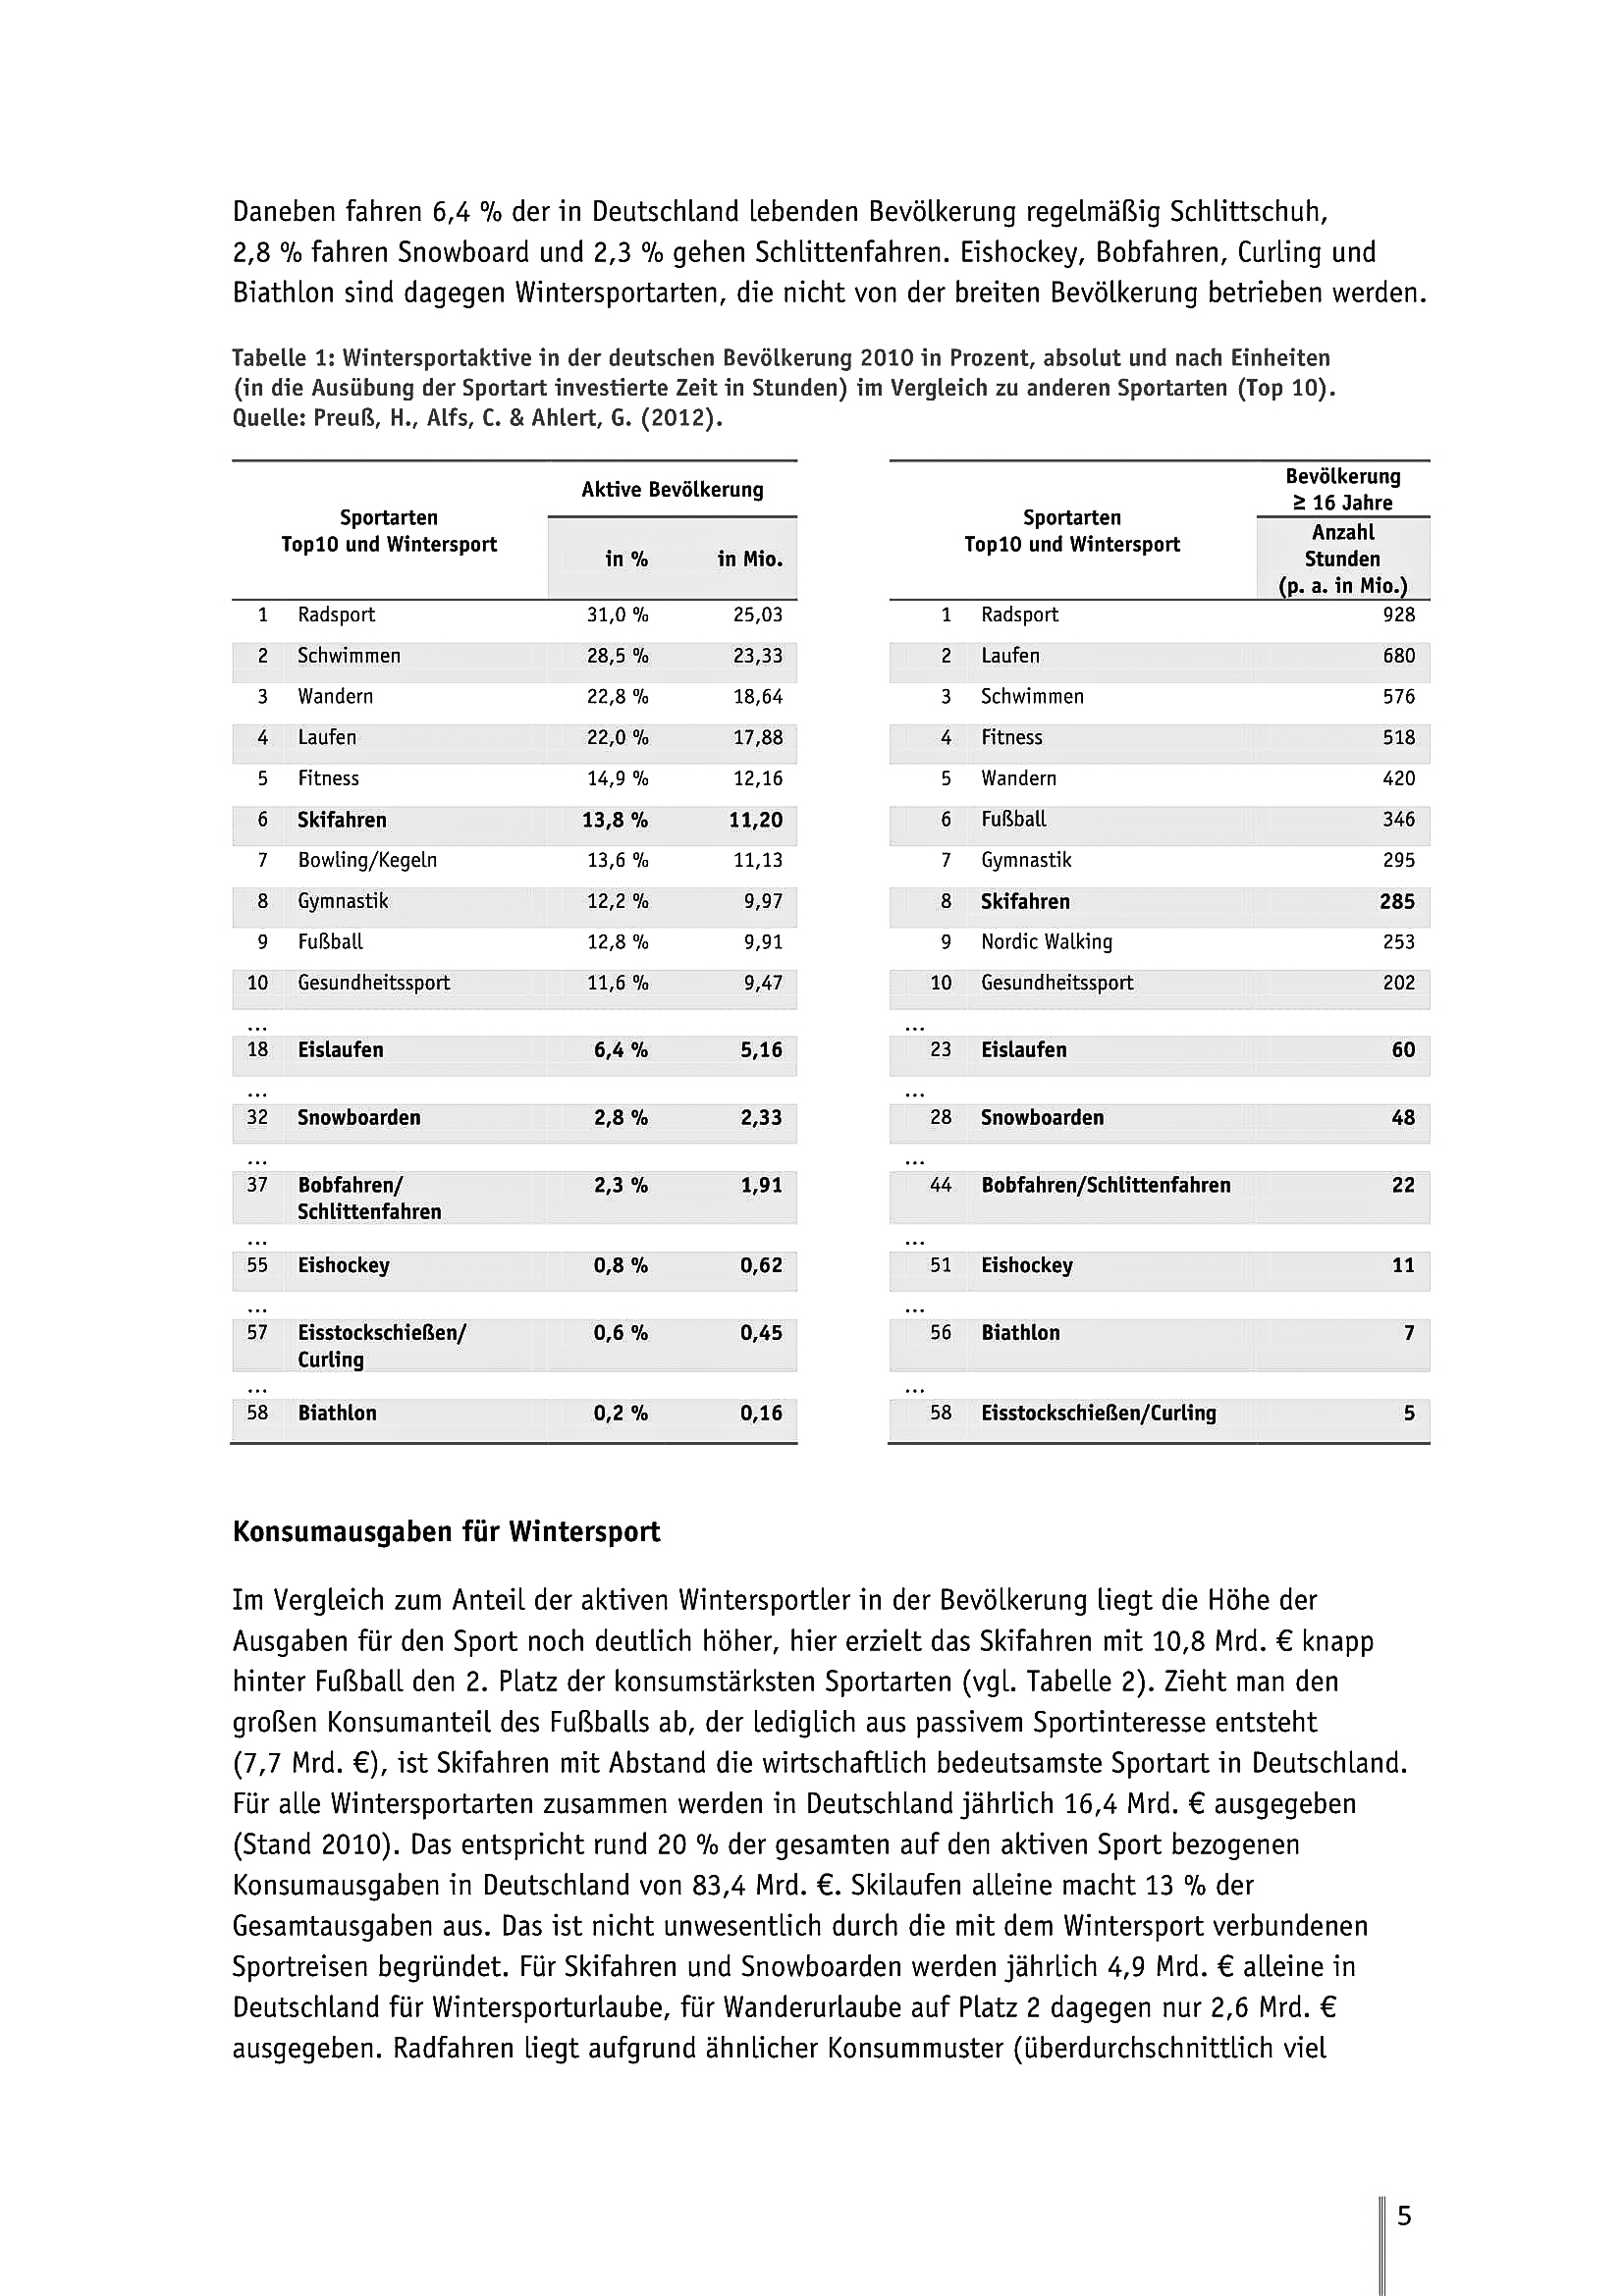 Daneben fahren 6,4 % der in Deutschland lebenden Bevölkerung regelmäßig Schlittschuh,
2,8 % fahren Snowboard und 2,3 % gehen Schlittenfahren. Eishockey, Bobfahren, Curling und
Biathlon sind dagegen Wintersportarten, die nicht von der breiten Bevölkerung betrieben werden.
Tabelle 1: Wintersportaktive in der deutschen Bevölkerung 2010 in Prozent, absolut und nach Einheiten
(in die Ausübung der Sportart investierte Zeit in Stunden) im Vergleich zu anderen Sportarten (Top 10).
Quelle: Preuß, H., Alfs, C. & Ahlert, G. (2012).
Sportarten
Top10 und Wintersport
Aktive Bevölkerung
in % in Mio.
1 Radsport 31,0 % 25,03
2 Schwimmen 28,5 % 23,33
3 Wandern 22,8 % 18,64
4 Laufen 22,0 % 17,88
5 Fitness 14,9 % 12,16
6 Skifahren 13,8 % 11,20
7 Bowling/Kegeln 13,6 % 11,13
8 Gymnastik 12,2 % 9,97
9 Fußball 12,8 % 9,91
10 Gesundheitssport 11,6 % 9,47
...
18 Eislaufen 6,4 % 5,16
...
32 Snowboarden 2,8 % 2,33
...
37 Bobfahren/ 2,3 % 1,91
Schlittenfahren
...
55 Eishockey 0,8 % 0,62
...
57 Eisstockschießen/ 0,6 % 0,45
Curling
...
58 Biathlon 0,2 % 0,16
Sportarten
Top10 und Wintersport
Bevölkerung
≥ 16 Jahre
Anzahl
Stunden
(p. a. in Mio.)
1 Radsport 928
2 Laufen 680
3 Schwimmen 576
4 Fitness 518
5 Wandern 420
6 Fußball 346
7 Gymnastik 295
8 Skifahren 285
9 Nordic Walking 253
10 Gesundheitssport 202
...
23 Eislaufen 60
...
28 Snowboarden 48
...
44 Bobfahren/Schlittenfahren 22
...
51 Eishockey 11
...
56 Biathlon 7
...
58 Eisstockschießen/Curling 5
Konsumausgaben für Wintersport
Im Vergleich zum Anteil der aktiven Wintersportler in der Bevölkerung liegt die Höhe der
Ausgaben für den Sport noch deutlich höher, hier erzielt das Skifahren mit 10,8 Mrd. € knapp
hinter Fußball den 2. Platz der konsumstärksten Sportarten (vgl. Tabelle 2). Zieht man den
großen Konsumanteil des Fußballs ab, der lediglich aus passivem Sportinteresse entsteht
(7,7 Mrd. €), ist Skifahren mit Abstand die wirtschaftlich bedeutsamste Sportart in Deutschland.
Für alle Wintersportarten zusammen werden in Deutschland jährlich 16,4 Mrd. € ausgegeben
(Stand 2010). Das entspricht rund 20 % der gesamten auf den aktiven Sport bezogenen
Konsumausgaben in Deutschland von 83,4 Mrd. €. Skilaufen alleine macht 13 % der
Gesamtausgaben aus. Das ist nicht unwesentlich durch die mit dem Wintersport verbundenen
Sportreisen begründet. Für Skifahren und Snowboarden werden jährlich 4,9 Mrd. € alleine in
Deutschland für Wintersporturlaube, für Wanderurlaube auf Platz 2 dagegen nur 2,6 Mrd. €
ausgegeben. Radfahren liegt aufgrund ähnlicher Konsummuster (überdurchschnittlich viel
5